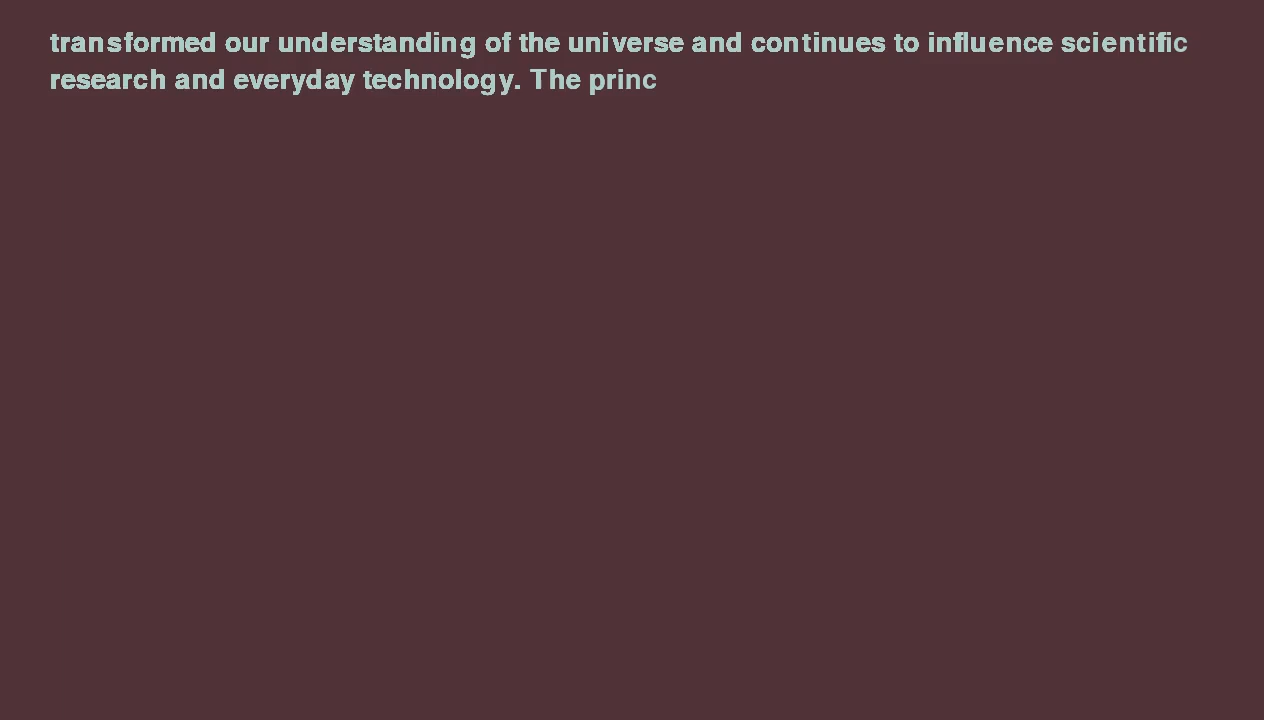 transformed our understanding of the universe and continues to influence scientific
research and everyday technology. The princ